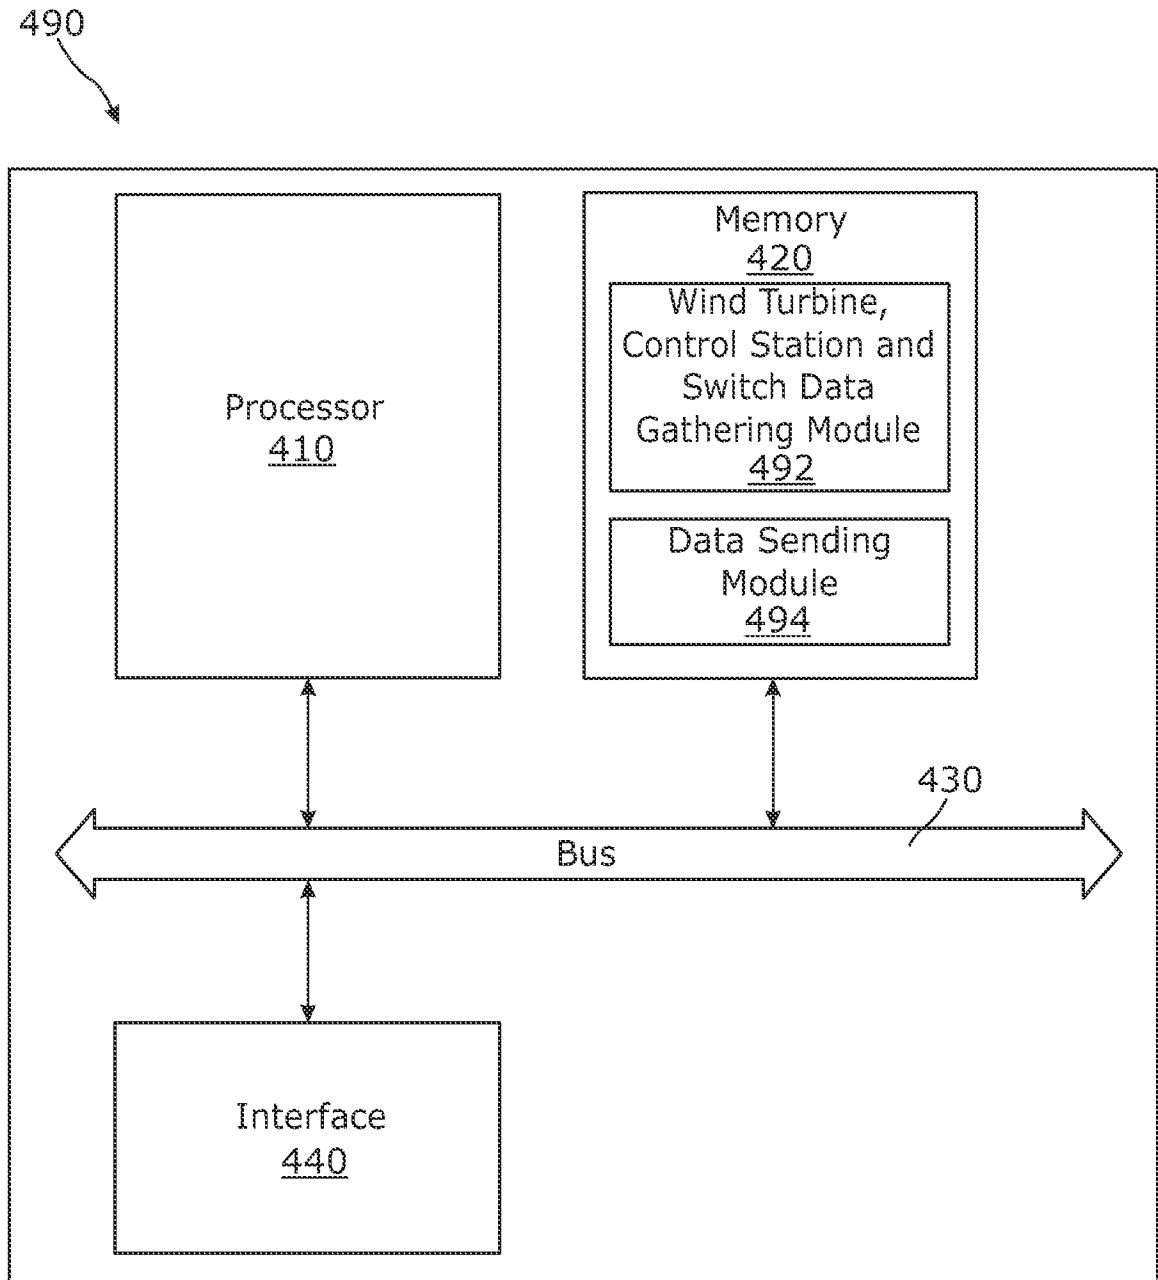 490
Processor
410
Memory
420
Wind Turbine,
Control Station and
Switch Data
Gathering Module
492
Data Sending
Module
494
430
Bus
Interface
440